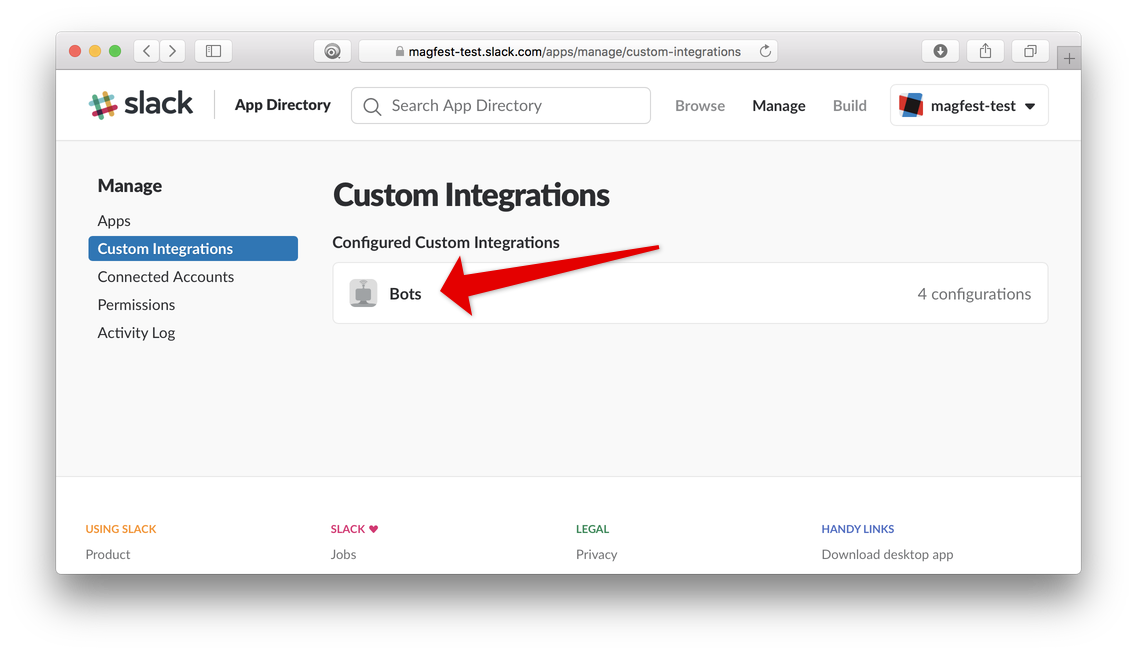 magfest-test.slack.com/apps/manage/custom-integrations
slack App Directory Search App Directory Browse Manage Build magfest-test
Manage
Apps
Custom Integrations
Connected Accounts
Permissions
Activity Log
Custom Integrations
Configured Custom Integrations
Bots 4 configurations
USING SLACK SLACK ♥ LEGAL HANDY LINKS
Product Jobs Privacy Download desktop app